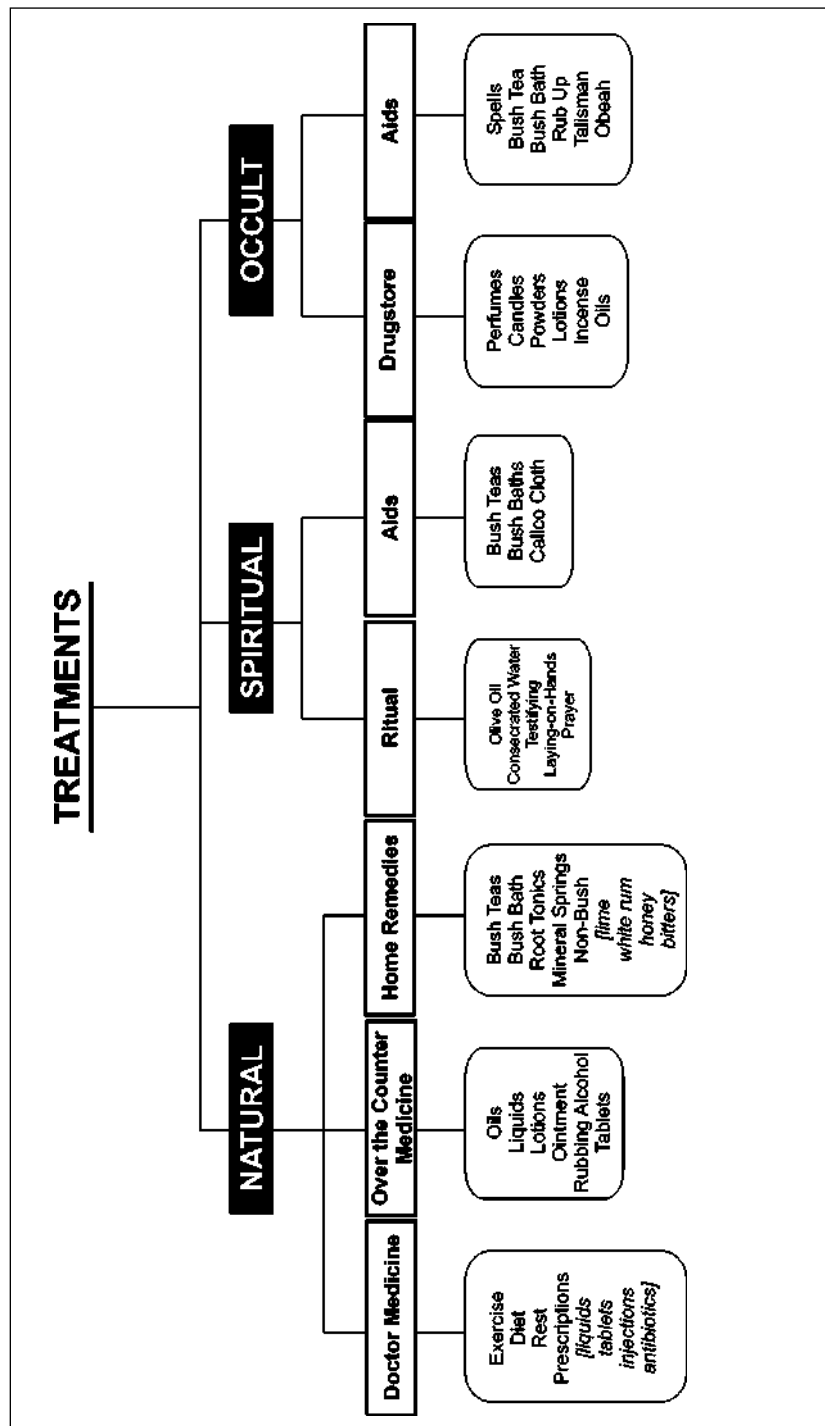 TREATMENTS
NATURAL
SPIRITUAL
OCCULT
Doctor Medicine
Over the Counter
Medicine
Home Remedies
Ritual
Aids
Drugstore
Aids
Exercise
Diet
Rest
Prescriptions
[liquids
tablets
injections
antibiotics]
Oils
Liquids
Lotions
Ointment
Rubbing Alcohol
Tablets
Bush Teas
Bush Bath
Root Tonics
Mineral Springs
Non-Bush
[lime
white rum
honey
bitters]
Olive Oil
Consecrated Water
Testifying
Laying-on-Hands
Prayer
Bush Teas
Bush Baths
Calico Cloth
Perfumes
Candles
Powders
Lotions
Incense
Oils
Spells
Bush Tea
Bush Bath
Rub Up
Talisman
Obeah